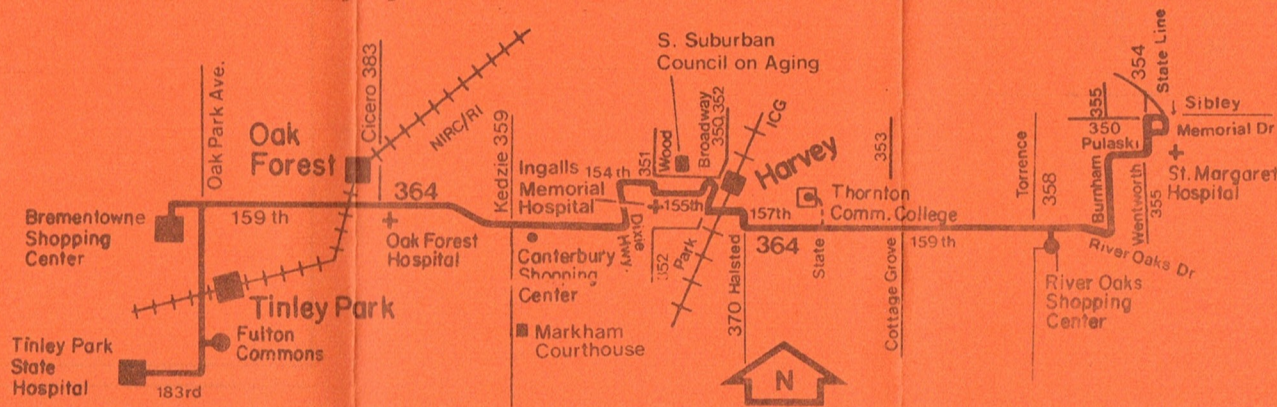 S. Suburban
Council on Aging
Oak Park Ave.
Cicero 383
NIRC/RI
Oak
Forest
Kedzie 359
Ingalls
Memorial
Hospital
154 th
351
Wood
Broadway
350, 352
ICG
Harvey
353
Torrence
358
355
354
State Line
Sibley
Memorial Dr
350
Pulaski
Burnham
Wentworth
355
St. Margaret
Hospital
Thornton
Comm. College
364
159 th
155th
157th
364
159th
River Oaks Dr
Brementowne
Shopping
Center
Oak Forest
Hospital
Canterbury
Shopping
Center
Dixie
Hwy.
352
Park
370 Halsted
State
Cottage Grove
River Oaks
Shopping
Center
Tinley Park
Fulton
Commons
Markham
Courthouse
Tinley Park
State
Hospital
183rd
N